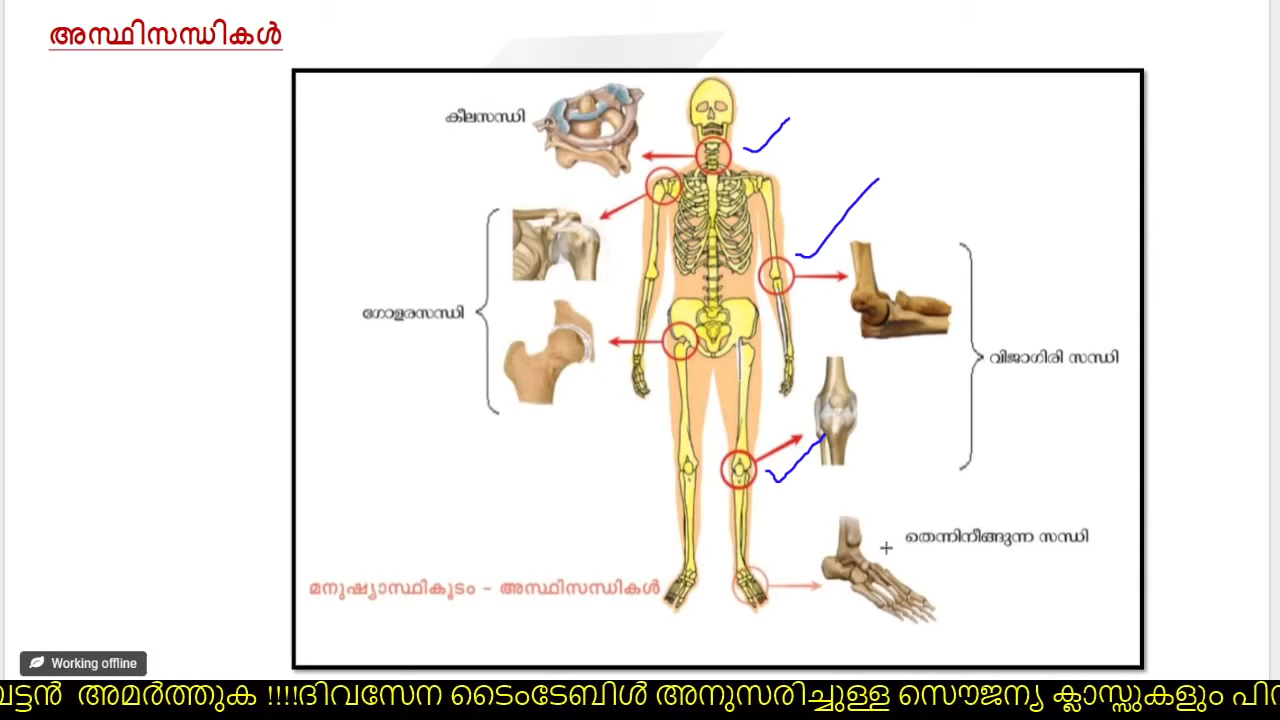 അസ്ഥിസന്ധികൾ
കീലസന്ധി
ഗോളരസന്ധി
വിജാഗിരി സന്ധി
തെന്നിനീങ്ങുന്ന സന്ധി
മനുഷ്യാസ്ഥികൂടം - അസ്ഥിസന്ധികൾ
Working offline
അമർത്തുക !!!!ദിവസേന ടൈംടേബിൾ അനുസരിച്ചുള്ള സൌജന്യ ക്ലാസ്സുകളും